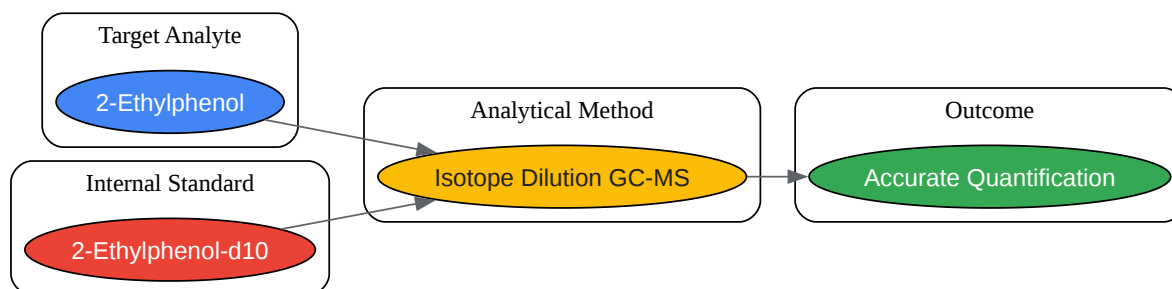 Target Analyte
2-Ethylphenol
Internal Standard
2-Ethylphenol-d10
Analytical Method
Isotope Dilution GC-MS
Outcome
Accurate Quantification